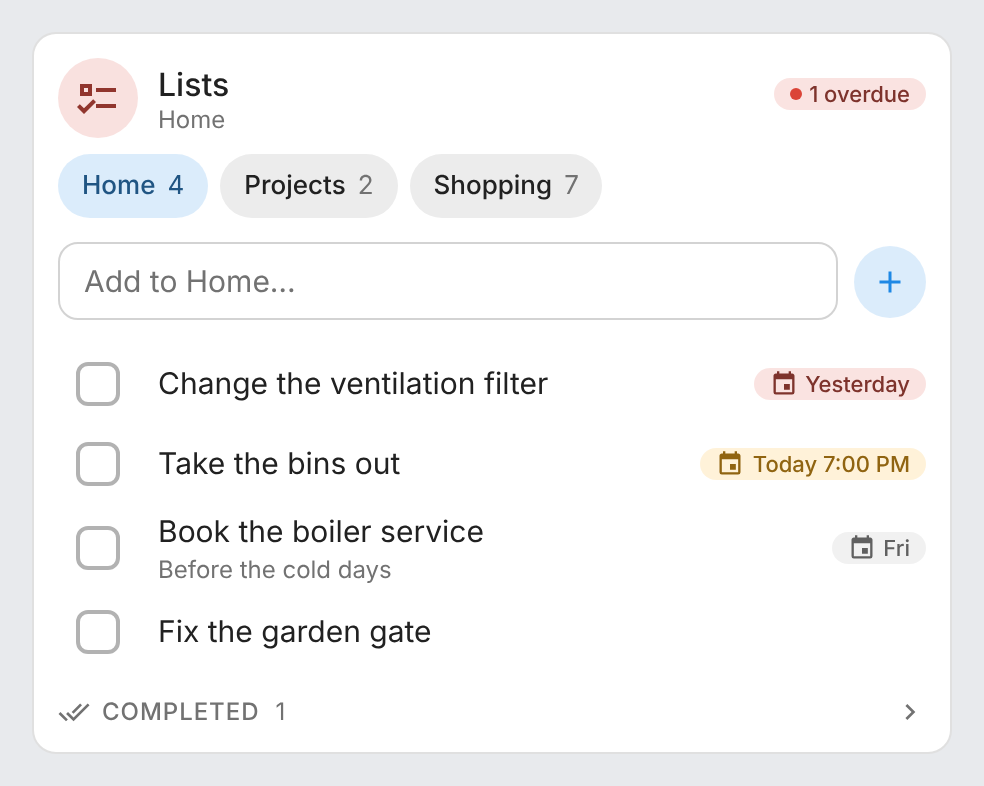 Lists
Home
1 overdue
Home 4
Projects 2
Shopping 7
Add to Home...
Change the ventilation filter
Yesterday
Take the bins out
Today 7:00 PM
Book the boiler service
Before the cold days
Fri
Fix the garden gate
COMPLETED 1